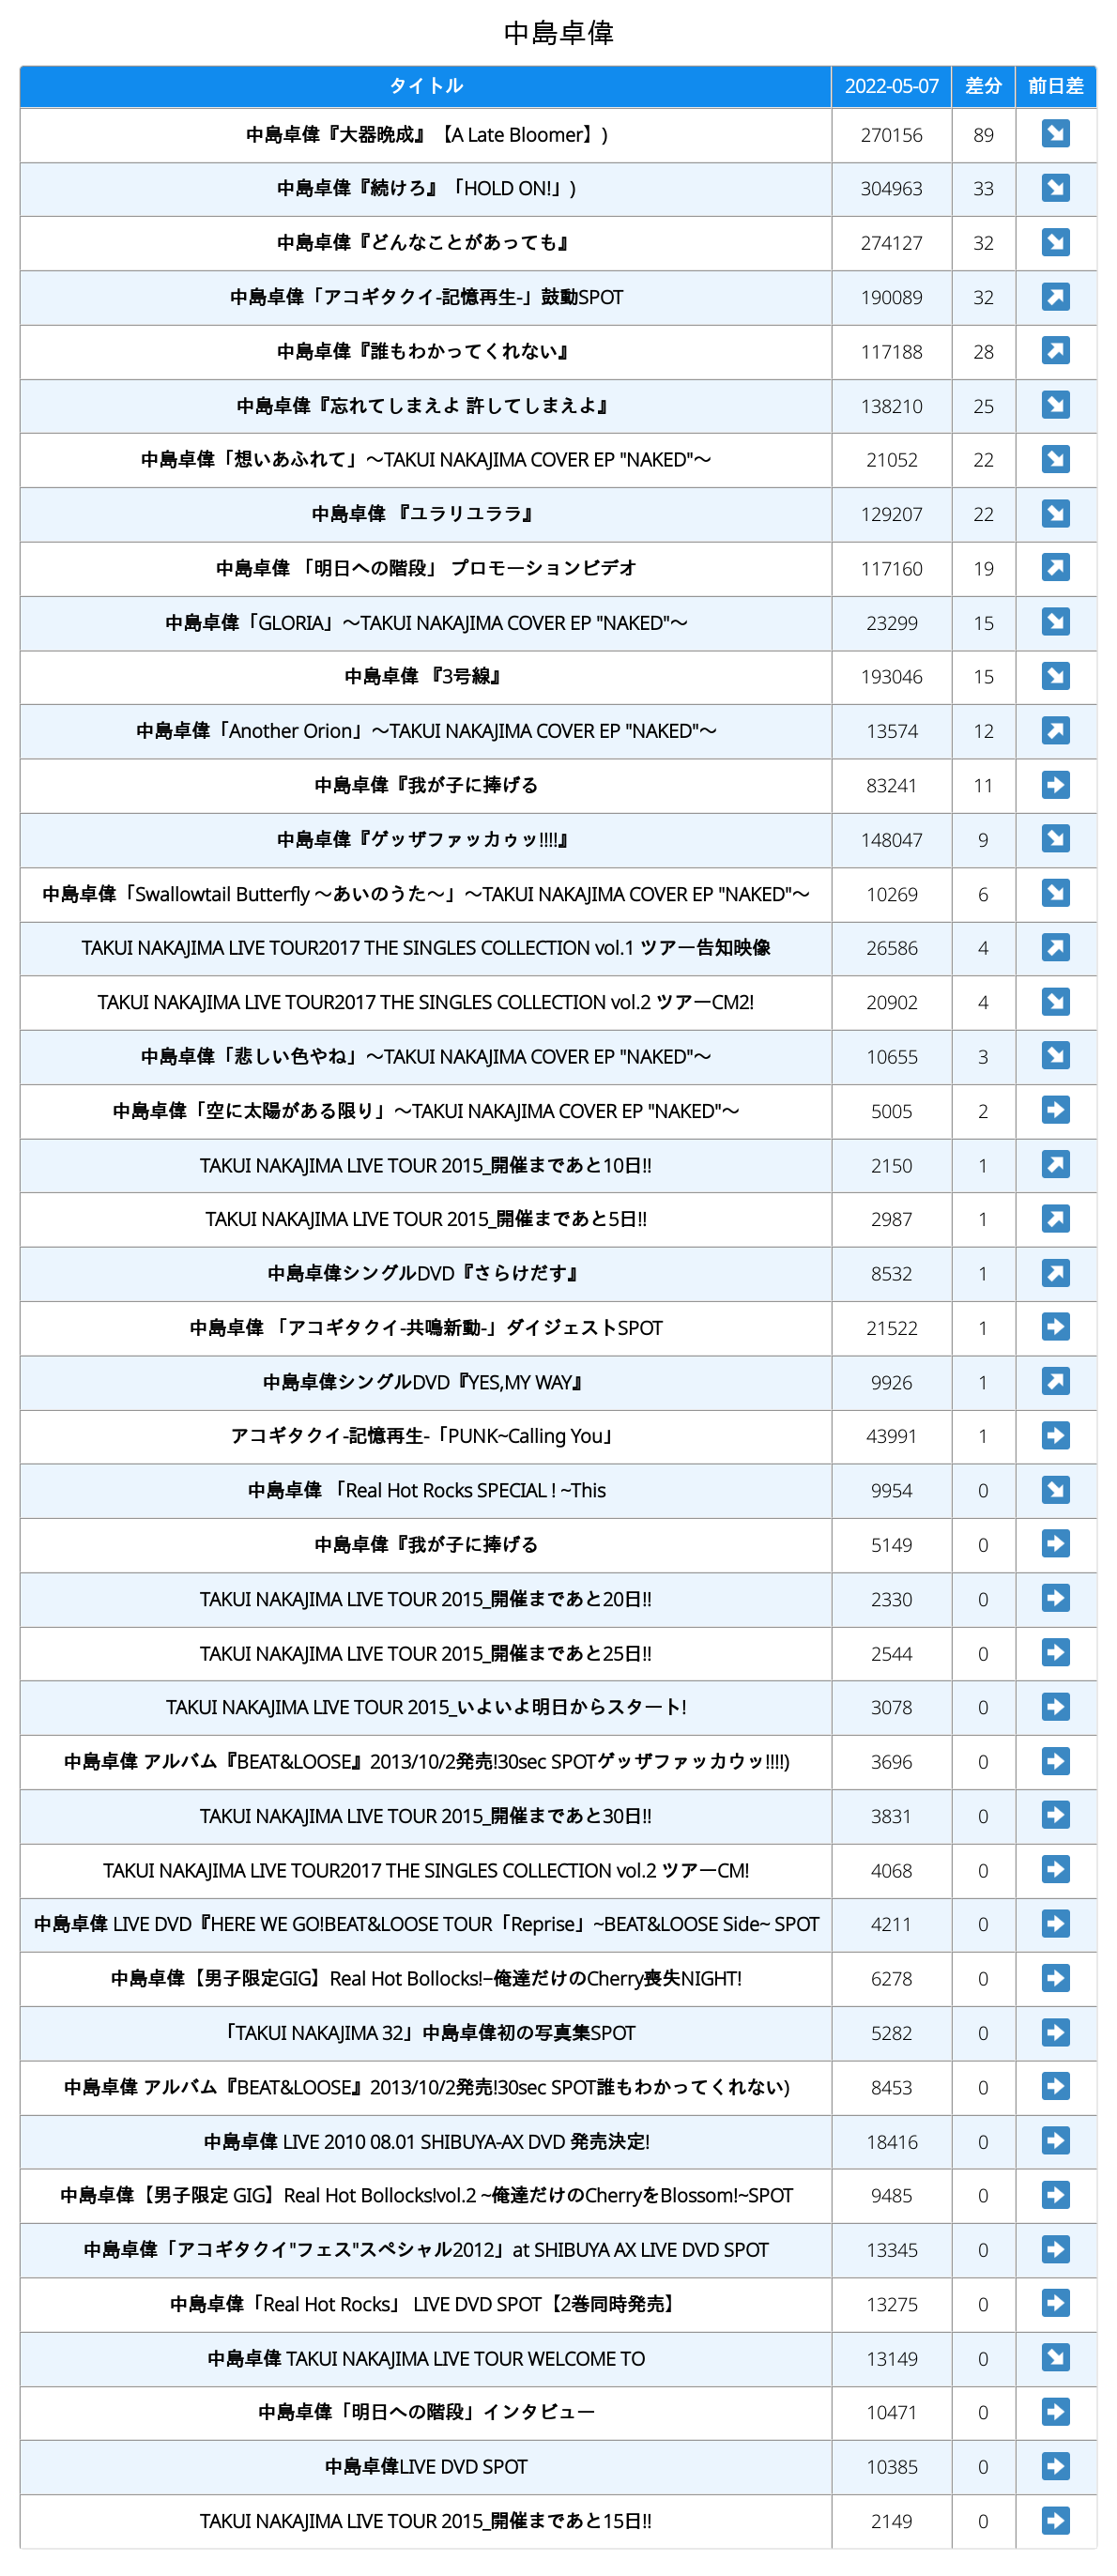 中島卓偉
タイトル 2022-05-07 差分 前日差
中島卓偉『大器晩成』【A Late Bloomer】) 270156 89 ↘
中島卓偉『続けろ』「HOLD ON!」) 304963 33 ↘
中島卓偉『どんなことがあっても』 274127 32 ↘
中島卓偉「アコギタクイ-記憶再生-」鼓動SPOT 190089 32 ↗
中島卓偉『誰もわかってくれない』 117188 28 ↗
中島卓偉『忘れてしまえよ 許してしまえよ』 138210 25 ↘
中島卓偉「想いあふれて」〜TAKUI NAKAJIMA COVER EP "NAKED"〜 21052 22 ↘
中島卓偉 『ユラリユララ』 129207 22 ↘
中島卓偉 「明日への階段」 プロモーションビデオ 117160 19 ↗
中島卓偉「GLORIA」〜TAKUI NAKAJIMA COVER EP "NAKED"〜 23299 15 ↘
中島卓偉 『3号線』 193046 15 ↘
中島卓偉「Another Orion」〜TAKUI NAKAJIMA COVER EP "NAKED"〜 13574 12 ↗
中島卓偉『我が子に捧げる 83241 11 →
中島卓偉『ゲッザファッカゥッ!!!!』 148047 9 ↘
中島卓偉「Swallowtail Butterfly 〜あいのうた〜」〜TAKUI NAKAJIMA COVER EP "NAKED"〜 10269 6 ↘
TAKUI NAKAJIMA LIVE TOUR2017 THE SINGLES COLLECTION vol.1 ツアー告知映像 26586 4 ↗
TAKUI NAKAJIMA LIVE TOUR2017 THE SINGLES COLLECTION vol.2 ツアーCM2! 20902 4 ↘
中島卓偉「悲しい色やね」〜TAKUI NAKAJIMA COVER EP "NAKED"〜 10655 3 ↘
中島卓偉「空に太陽がある限り」〜TAKUI NAKAJIMA COVER EP "NAKED"〜 5005 2 →
TAKUI NAKAJIMA LIVE TOUR 2015_開催まであと10日!! 2150 1 ↗
TAKUI NAKAJIMA LIVE TOUR 2015_開催まであと5日!! 2987 1 ↗
中島卓偉シングルDVD『さらけだす』 8532 1 ↗
中島卓偉 「アコギタクイ-共鳴新動-」ダイジェストSPOT 21522 1 →
中島卓偉シングルDVD『YES,MY WAY』 9926 1 ↗
アコギタクイ-記憶再生-「PUNK~Calling You」 43991 1 →
中島卓偉 「Real Hot Rocks SPECIAL ! ~This 9954 0 ↘
中島卓偉『我が子に捧げる 5149 0 →
TAKUI NAKAJIMA LIVE TOUR 2015_開催まであと20日!! 2330 0 →
TAKUI NAKAJIMA LIVE TOUR 2015_開催まであと25日!! 2544 0 →
TAKUI NAKAJIMA LIVE TOUR 2015_いよいよ明日からスタート! 3078 0 →
中島卓偉 アルバム『BEAT&LOOSE』2013/10/2発売!30sec SPOTゲッザファッカウッ!!!!) 3696 0 →
TAKUI NAKAJIMA LIVE TOUR 2015_開催まであと30日!! 3831 0 →
TAKUI NAKAJIMA LIVE TOUR2017 THE SINGLES COLLECTION vol.2 ツアーCM! 4068 0 →
中島卓偉 LIVE DVD『HERE WE GO!BEAT&LOOSE TOUR「Reprise」~BEAT&LOOSE Side~ SPOT 4211 0 →
中島卓偉【男子限定GIG】Real Hot Bollocks!−俺達だけのCherry喪失NIGHT! 6278 0 →
「TAKUI NAKAJIMA 32」中島卓偉初の写真集SPOT 5282 0 →
中島卓偉 アルバム『BEAT&LOOSE』2013/10/2発売!30sec SPOT誰もわかってくれない) 8453 0 →
中島卓偉 LIVE 2010 08.01 SHIBUYA-AX DVD 発売決定! 18416 0 →
中島卓偉【男子限定 GIG】Real Hot Bollocks!vol.2 ~俺達だけのCherryをBlossom!~SPOT 9485 0 →
中島卓偉「アコギタクイ"フェス"スペシャル2012」at SHIBUYA AX LIVE DVD SPOT 13345 0 →
中島卓偉「Real Hot Rocks」 LIVE DVD SPOT【2巻同時発売】 13275 0 →
中島卓偉 TAKUI NAKAJIMA LIVE TOUR WELCOME TO 13149 0 ↘
中島卓偉「明日への階段」インタビュー 10471 0 →
中島卓偉LIVE DVD SPOT 10385 0 →
TAKUI NAKAJIMA LIVE TOUR 2015_開催まであと15日!! 2149 0 →